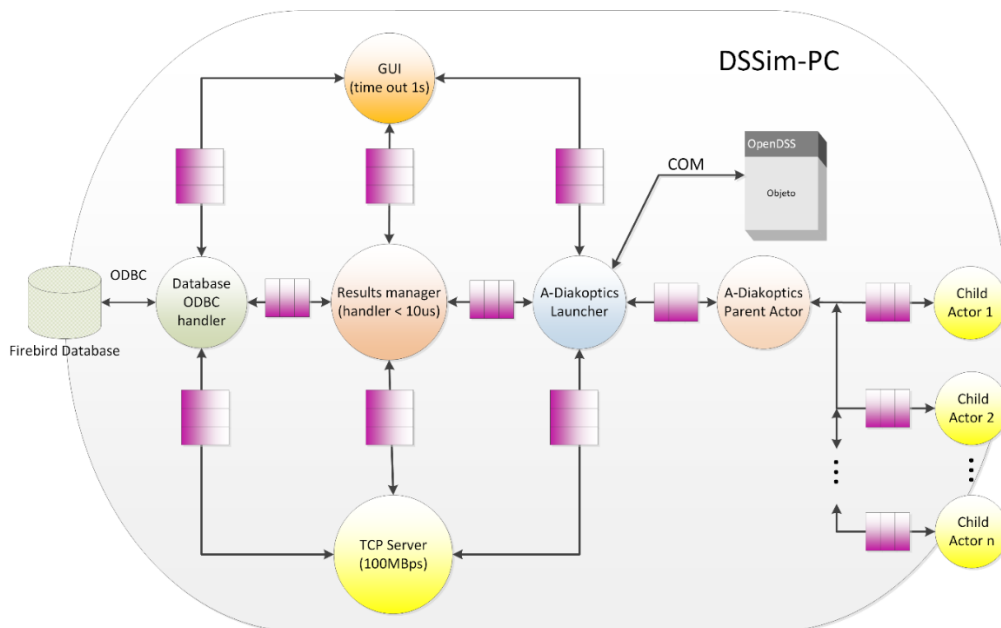 DSSim-PC
GUI
(time out 1s)
OpenDSS
Objeto
COM
ODBC
Firebird Database
Database
ODBC
handler
Results manager
(handler < 10us)
A-Diakoptics
Launcher
A-Diakoptics
Parent Actor
Child
Actor 1
Child
Actor 2
Child
Actor n
TCP Server
(100MBps)